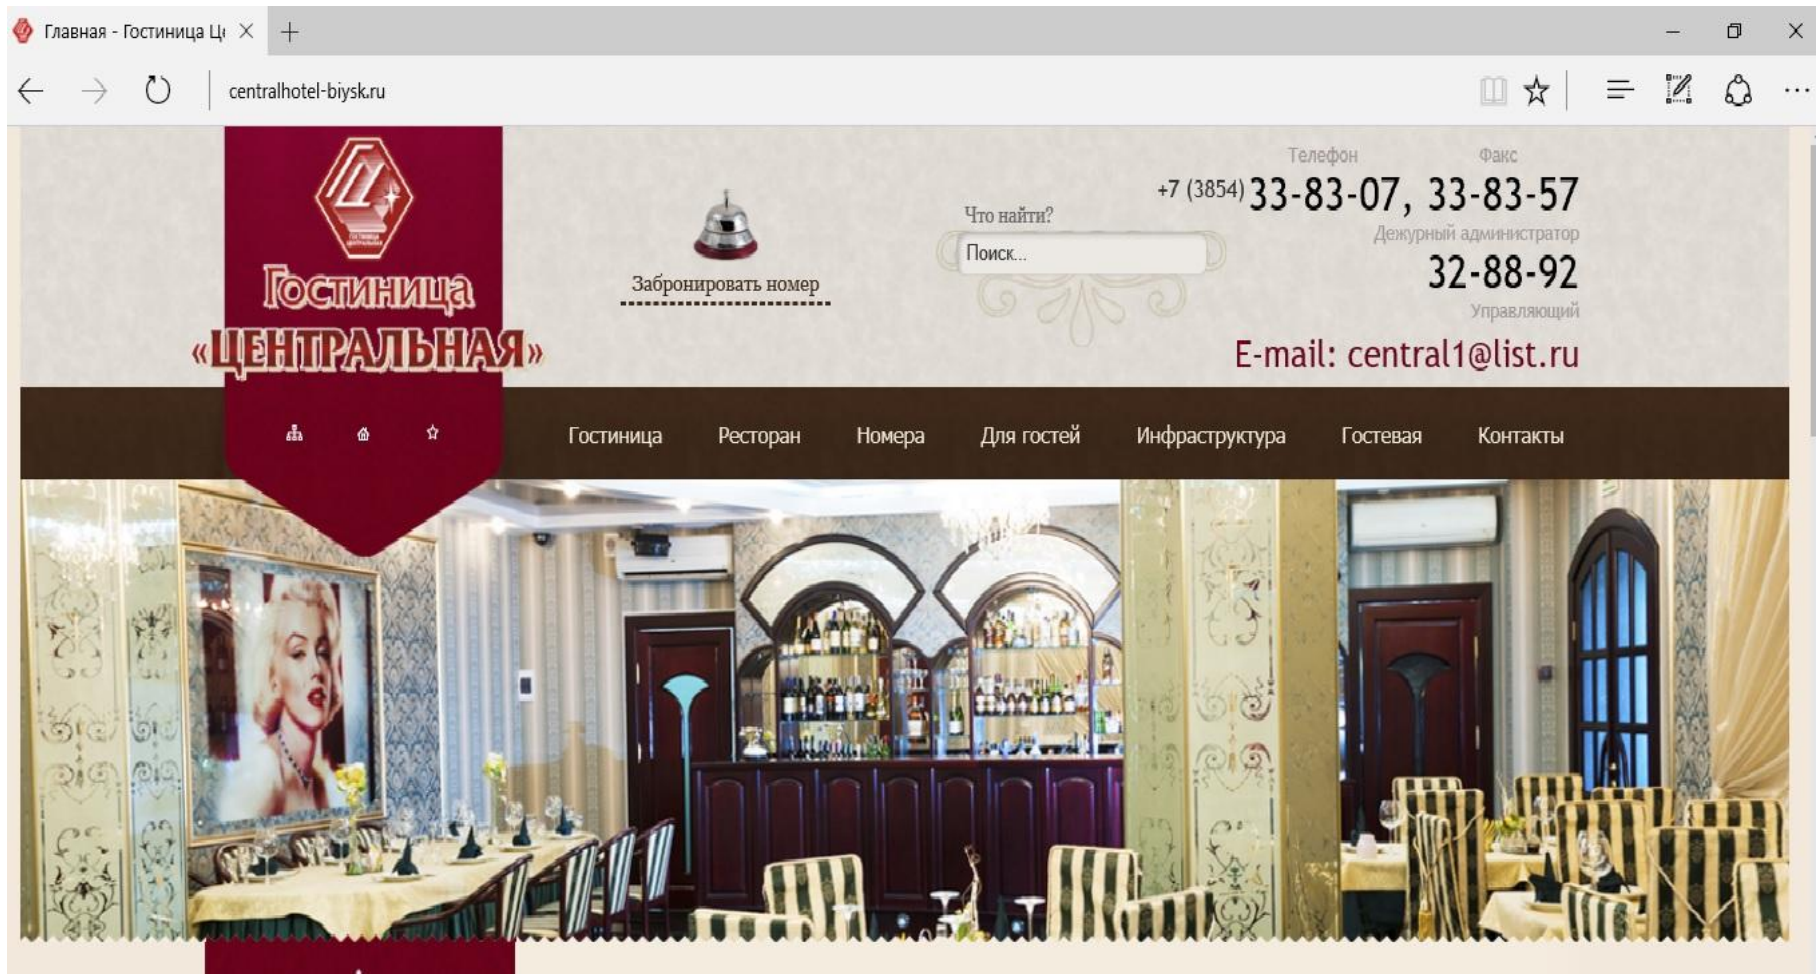 Главная - Гостиница Це
centralhotel-biysk.ru
Гостиница
«ЦЕНТРАЛЬНАЯ»
Забронировать номер
Что найти?
Поиск...
Телефон Факс
+7 (3854) 33-83-07, 33-83-57
Дежурный администратор
32-88-92
Управляющий
E-mail: central1@list.ru
Гостиница Ресторан Номера Для гостей Инфраструктура Гостевая Контакты